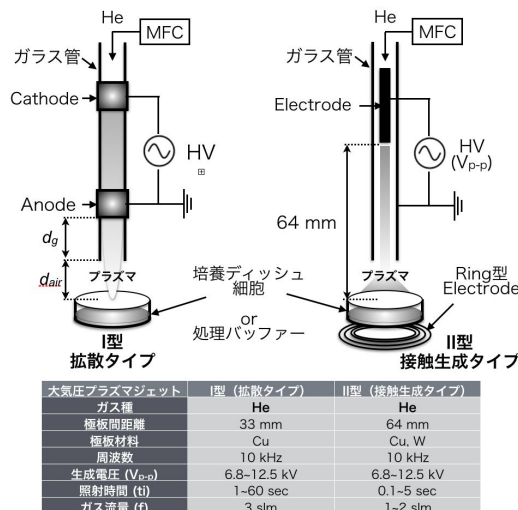 He
MFC
ガラス管
Cathode
HV
Anode
dg
dair
プラズマ
I型
拡散タイプ
培養ディッシュ
細胞
or
処理バッファー
He
MFC
ガラス管
Electrode
HV
(Vp-p)
64 mm
プラズマ
Ring型
Electrode
II型
接触生成タイプ
大気圧プラズマジェット I型（拡散タイプ） II型（接触生成タイプ）
ガス種 He He
極板間距離 33 mm 64 mm
極板材料 Cu Cu, W
周波数 10 kHz 10 kHz
生成電圧 (Vp-p) 6.8~12.5 kV 6.8~12.5 kV
照射時間 (ti) 1~60 sec 0.1~5 sec
ガス流量 (f) 3 slm 1~2 slm